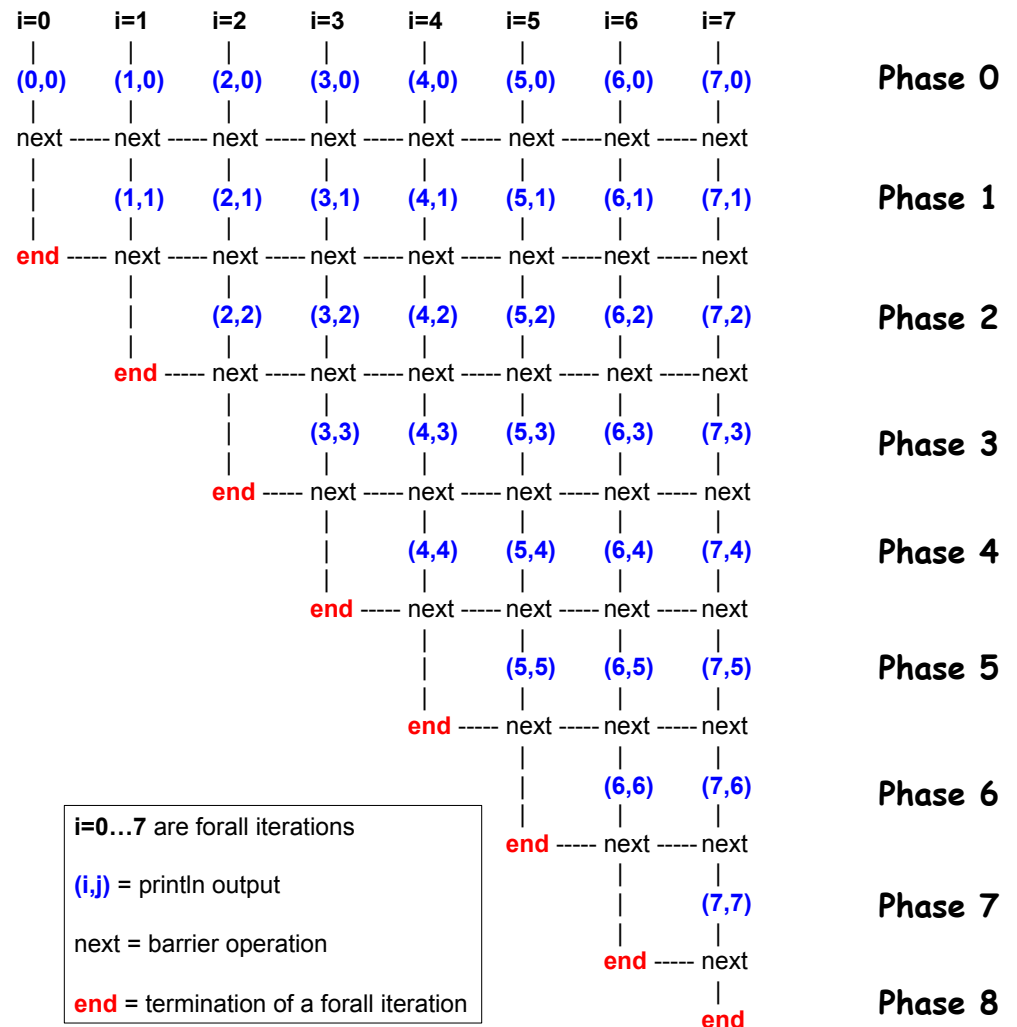 i=0 i=1 i=2 i=3 i=4 i=5 i=6 i=7
(0,0) (1,0) (2,0) (3,0) (4,0) (5,0) (6,0) (7,0) Phase 0
next ----- next ----- next ----- next ----- next ----- next -----next ----- next
(1,1) (2,1) (3,1) (4,1) (5,1) (6,1) (7,1) Phase 1
end ----- next ----- next ----- next ----- next ----- next -----next ----- next
(2,2) (3,2) (4,2) (5,2) (6,2) (7,2) Phase 2
end ----- next ----- next ----- next ----- next ----- next -----next
(3,3) (4,3) (5,3) (6,3) (7,3) Phase 3
end ----- next ----- next ----- next ----- next ----- next
(4,4) (5,4) (6,4) (7,4) Phase 4
end ----- next ----- next ----- next ----- next
(5,5) (6,5) (7,5) Phase 5
end ----- next ----- next ----- next
(6,6) (7,6) Phase 6
end ----- next ----- next
(7,7) Phase 7
end ----- next
end Phase 8
i=0…7 are forall iterations
(i,j) = println output
next = barrier operation
end = termination of a forall iteration